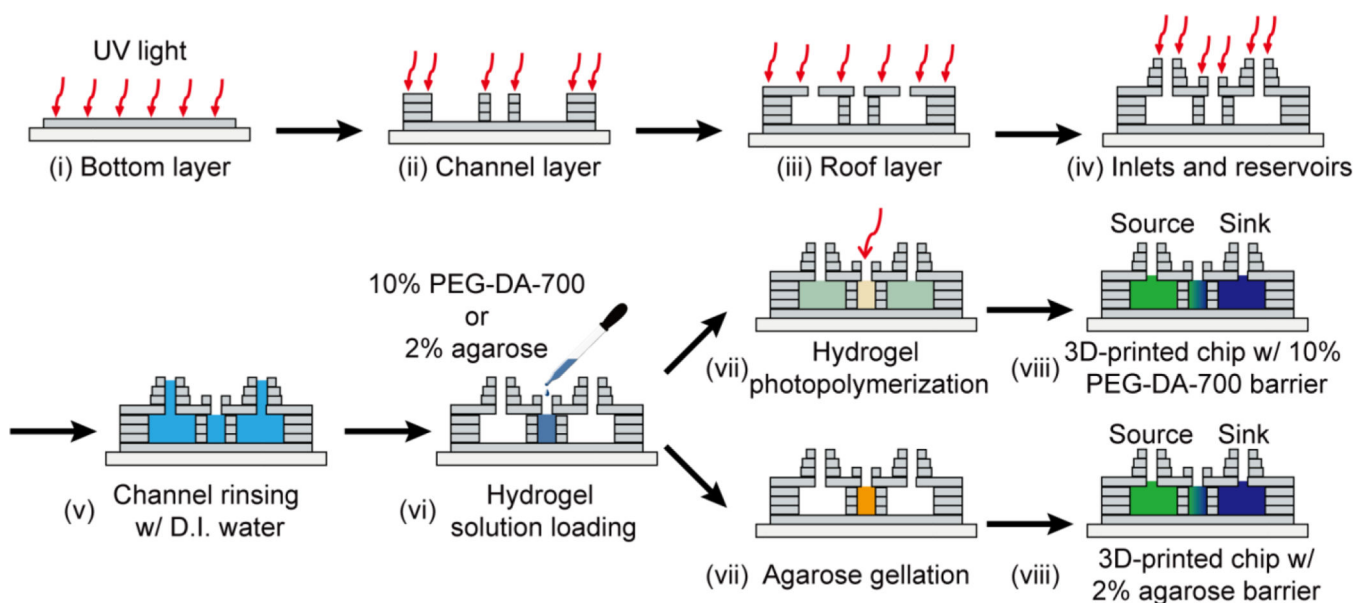 UV light
(i) Bottom layer
(ii) Channel layer
(iii) Roof layer
(iv) Inlets and reservoirs
10% PEG-DA-700
or
2% agarose
(v) Channel rinsing
w/ D.I. water
(vi) Hydrogel
solution loading
(vii) Hydrogel
photopolymerization
Source Sink
(viii) 3D-printed chip w/ 10%
PEG-DA-700 barrier
(vii) Agarose gellation
Source Sink
(viii) 3D-printed chip w/
2% agarose barrier